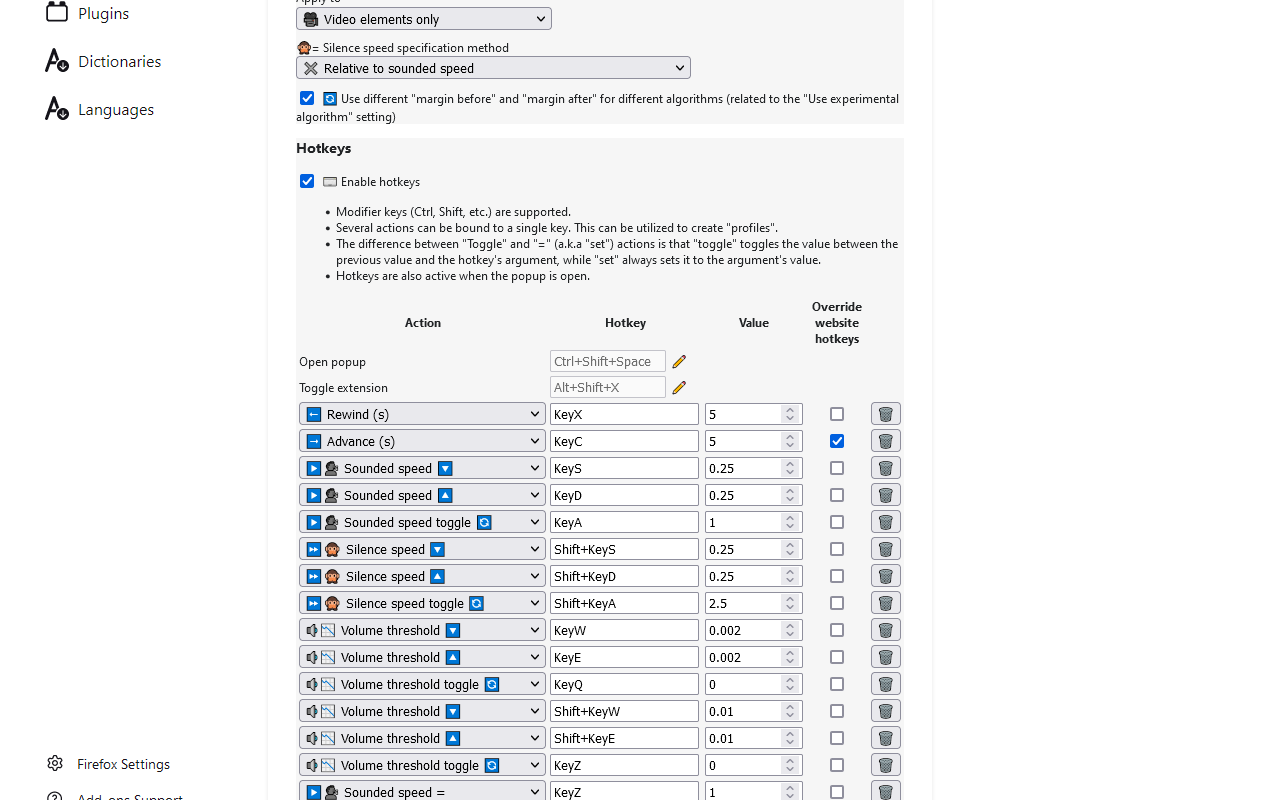 Plugins
Dictionaries
Languages
Apply to
Video elements only
= Silence speed specification method
Relative to sounded speed
Use different "margin before" and "margin after" for different algorithms (related to the "Use experimental
algorithm" setting)
Hotkeys
Enable hotkeys
• Modifier keys (Ctrl, Shift, etc.) are supported.
• Several actions can be bound to a single key. This can be utilized to create "profiles".
• The difference between "Toggle" and "=" (a.k.a "set") actions is that "toggle" toggles the value between the
previous value and the hotkey's argument, while "set" always sets it to the argument's value.
• Hotkeys are also active when the popup is open.
Action Hotkey Value Override
website
hotkeys
Open popup Ctrl+Shift+Space
Toggle extension Alt+Shift+X
Rewind (s) KeyX 5
Advance (s) KeyC 5
Sounded speed KeyS 0.25
Sounded speed KeyD 0.25
Sounded speed toggle KeyA 1
Silence speed Shift+KeyS 0.25
Silence speed Shift+KeyD 0.25
Silence speed toggle Shift+KeyA 2.5
Volume threshold KeyW 0.002
Volume threshold KeyE 0.002
Volume threshold toggle KeyQ 0
Volume threshold Shift+KeyW 0.01
Volume threshold Shift+KeyE 0.01
Volume threshold toggle KeyZ 0
Sounded speed = KeyZ 1
Firefox Settings
Add-ons Support